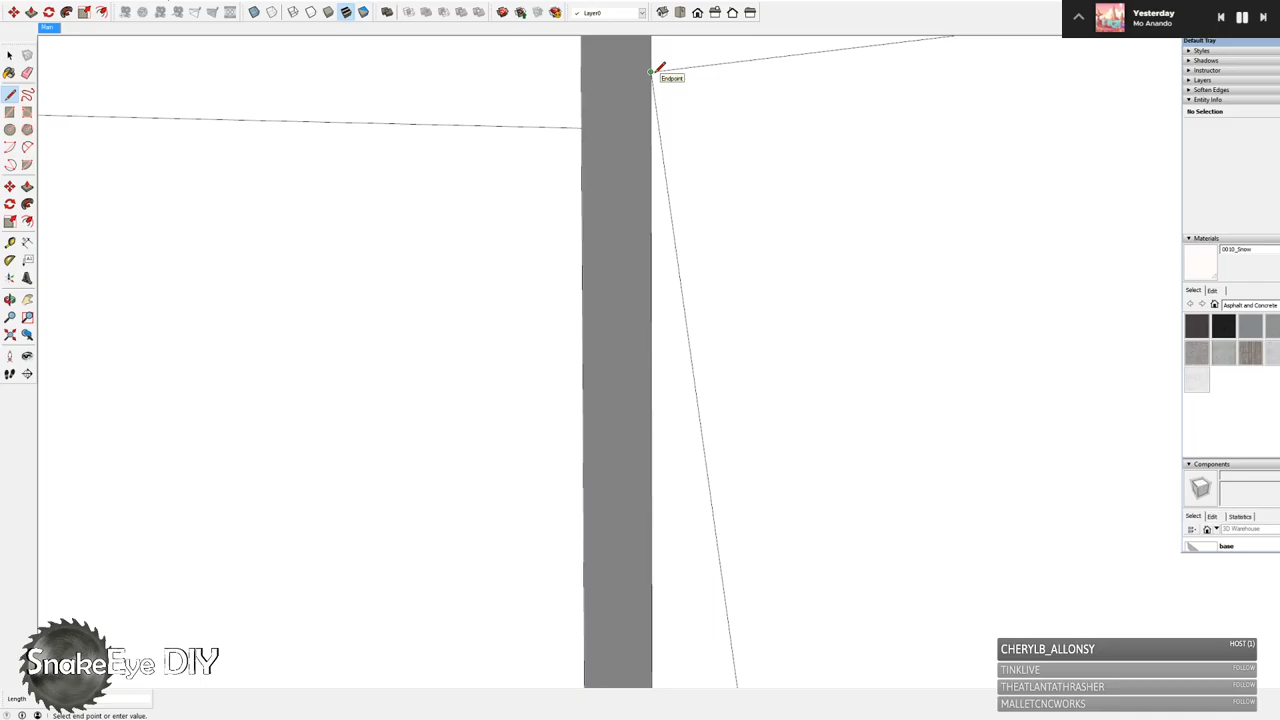 Layer0
Yesterday
Mo Anando
Main
Default Tray
Styles
Shadows
Instructor
Layers
Soften Edges
Entity Info
No Selection
Endpoint
Materials
0010_Snow
Select
Edit
Asphalt and Concrete
Components
Select
Edit
Statistics
3D Warehouse
base
SnakeEye DIY
CHERYLB_ALLONSY
HOST (1)
TINKLIVE
FOLLOW
THEATLANTATHRASHER
FOLLOW
MALLETCNCWORKS
FOLLOW
Length
Select end point or enter value.